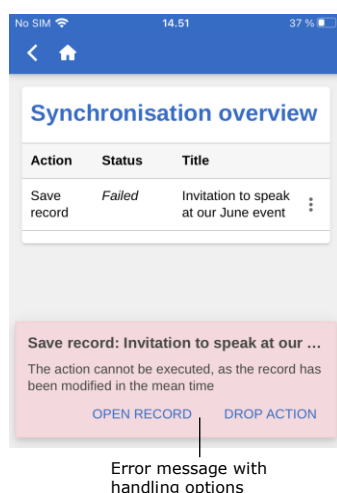 No SIM 14.51 37 %
Synchronisation overview
Action Status Title
Save Failed Invitation to speak
record at our June event
Save record: Invitation to speak at our ...
The action cannot be executed, as the record has
been modified in the mean time
OPEN RECORD DROP ACTION
Error message with
handling options